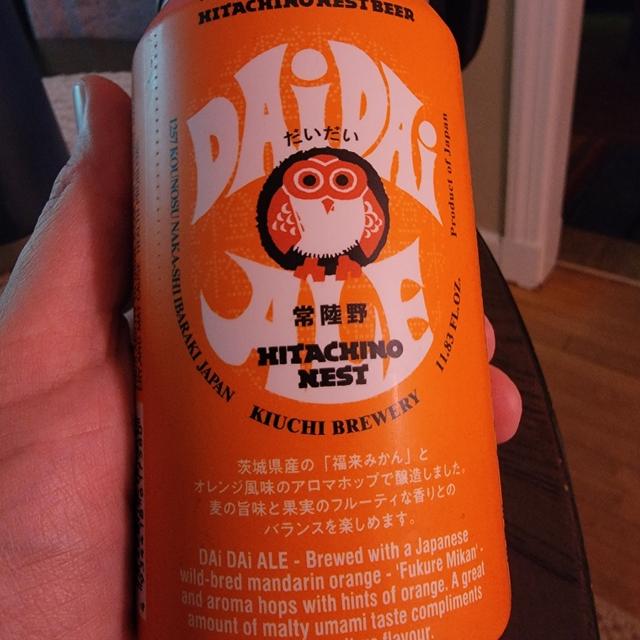 HITACHINO NEST BEER
DAiDAi
だいだい
ALE
常陸野
HITACHINO
NEST
1257 KOUNOSU NAKA-SHI IBARAKI JAPAN
KIUCHI BREWERY
11.83 FL.OZ.
Product of Japan
茨城県産の「福来みかん」と
オレンジ風味のアロマホップで醸造しました。
麦の旨味と果実のフルーティな香りとの
バランスを楽しめます。
DAi DAi ALE - Brewed with a Japanese
wild-bred mandarin orange - 'Fukure Mikan' -
and aroma hops with hints of orange. A great
amount of malty umami taste compliments
flavour.